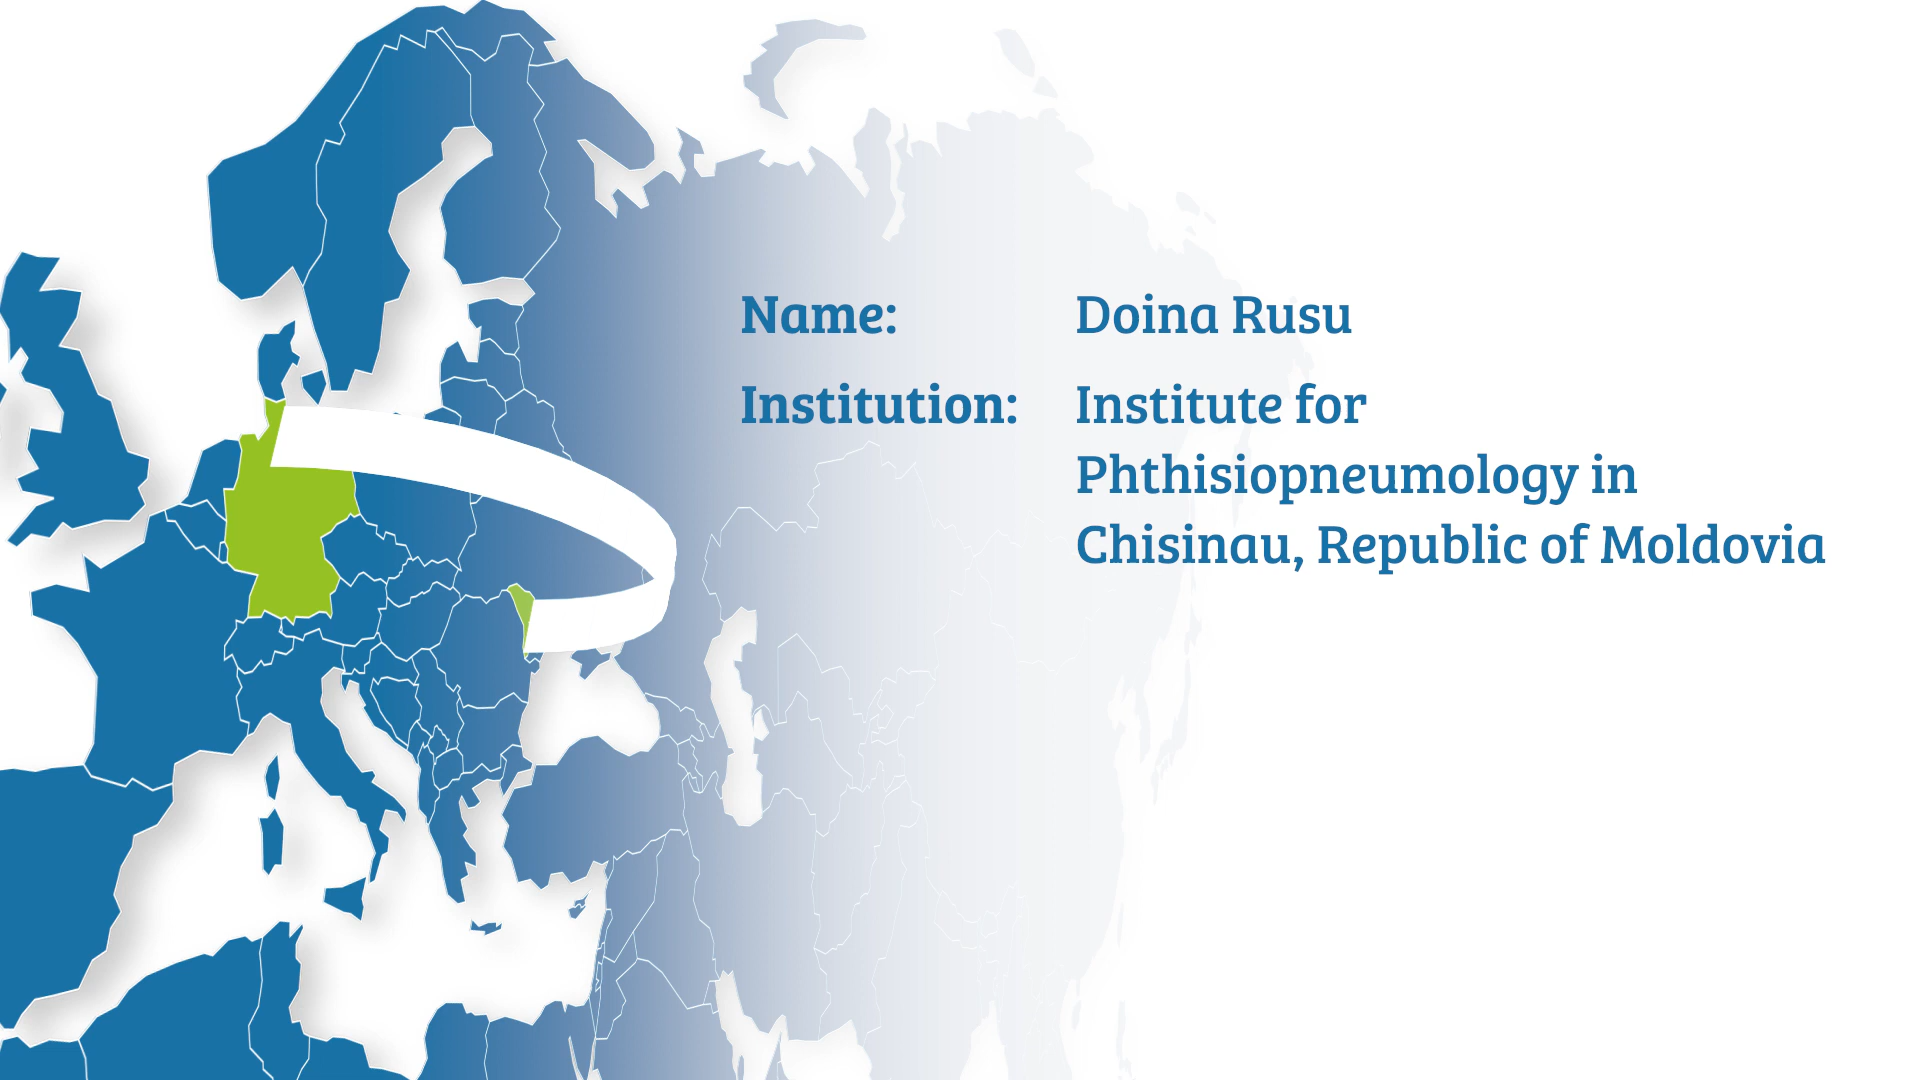 Name: Doina Rusu
Institution: Institute for
Phthisiopneumology in
Chisinau, Republic of Moldovia